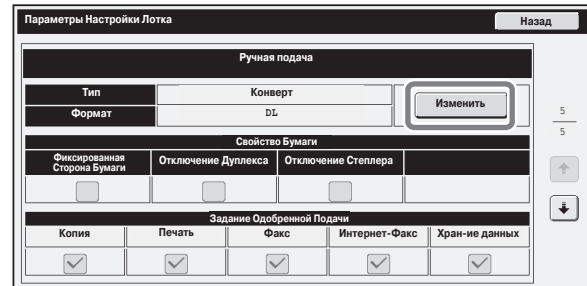 Параметры Настройки Лотка Назад
Ручная подача
Тип Конверт Изменить
Формат DL
5
5
Свойство Бумаги
Фиксированная Сторона Бумаги Отключение Дуплекса Отключение Степлера
Задание Одобренной Подачи
Копия Печать Факс Интернет-Факс Хран-ие данных